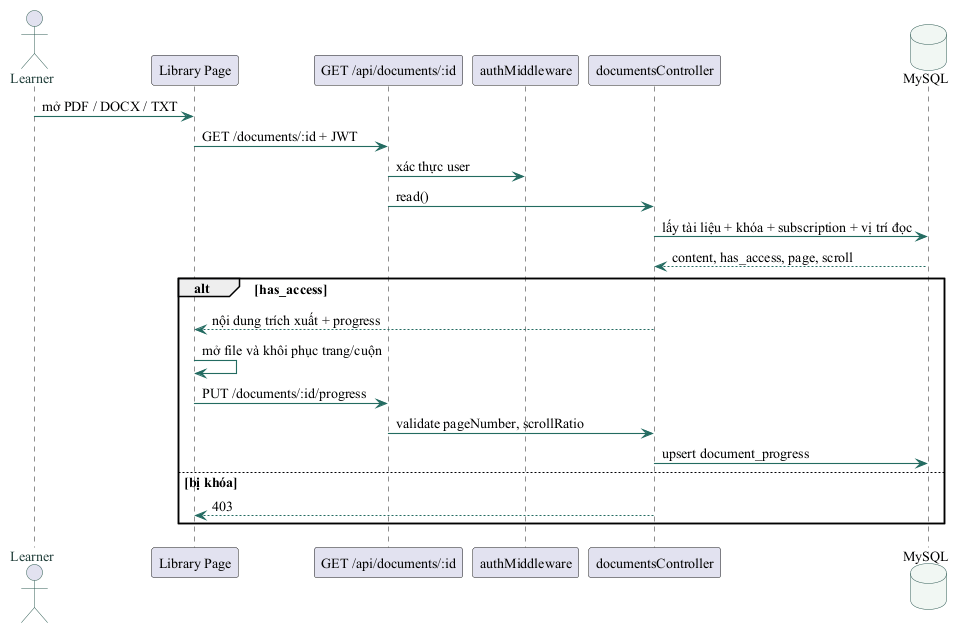 Learner
Library Page
GET /api/documents/:id
authMiddleware
documentsController
MySQL
mở PDF / DOCX / TXT
GET /documents/:id + JWT
xác thực user
read()
lấy tài liệu + khóa + subscription + vị trí đọc
content, has_access, page, scroll
alt
[has_access]
nội dung trích xuất + progress
mở file và khôi phục trang/cuộn
PUT /documents/:id/progress
validate pageNumber, scrollRatio
upsert document_progress
[bị khóa]
403
Learner
Library Page
GET /api/documents/:id
authMiddleware
documentsController
MySQL